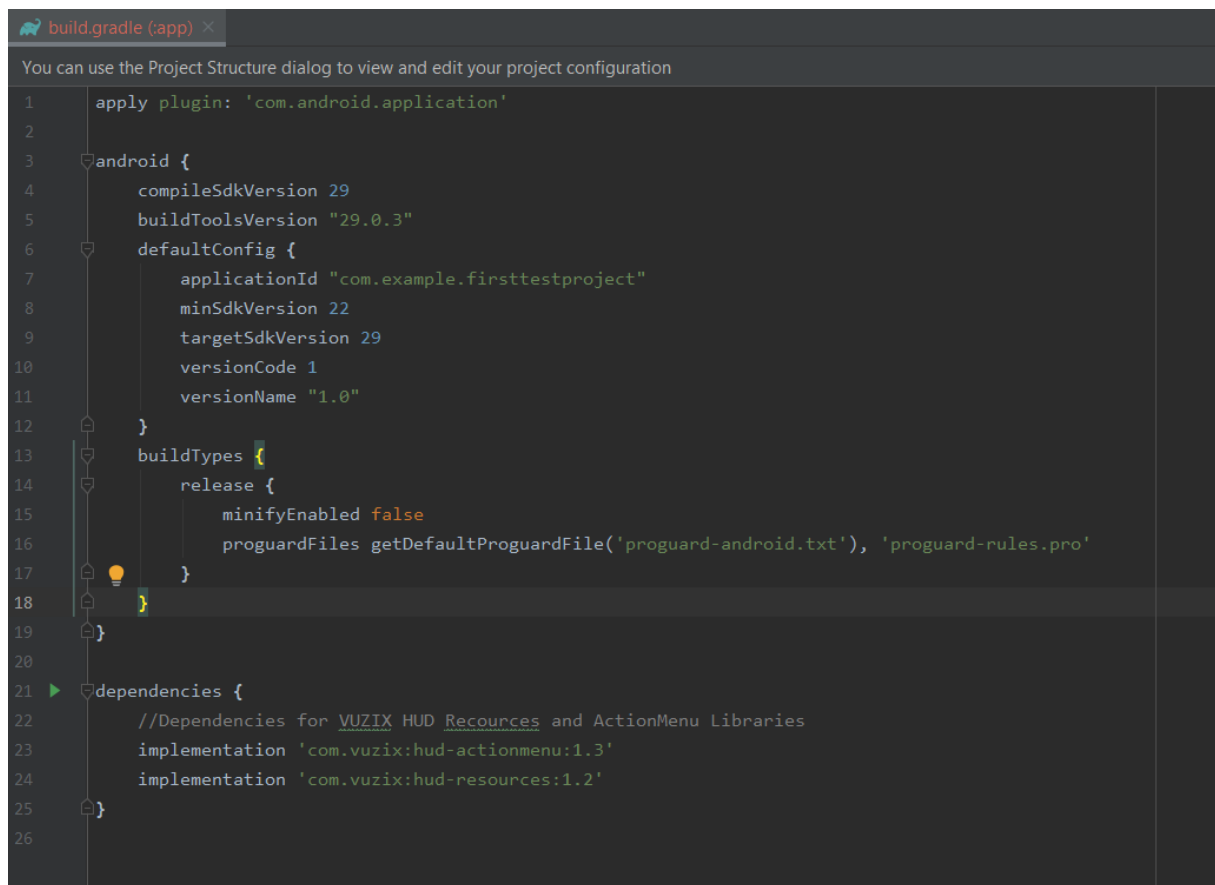 build.gradle (:app)
You can use the Project Structure dialog to view and edit your project configuration
1 apply plugin: 'com.android.application'
2
3 android {
4 compileSdkVersion 29
5 buildToolsVersion "29.0.3"
6 defaultConfig {
7 applicationId "com.example.firsttestproject"
8 minSdkVersion 22
9 targetSdkVersion 29
10 versionCode 1
11 versionName "1.0"
12 }
13 buildTypes {
14 release {
15 minifyEnabled false
16 proguardFiles getDefaultProguardFile('proguard-android.txt'), 'proguard-rules.pro'
17 }
18 }
19 }
20
21 dependencies {
22 //Dependencies for VUZIX HUD Recources and ActionMenu Libraries
23 implementation 'com.vuzix:hud-actionmenu:1.3'
24 implementation 'com.vuzix:hud-resources:1.2'
25 }
26